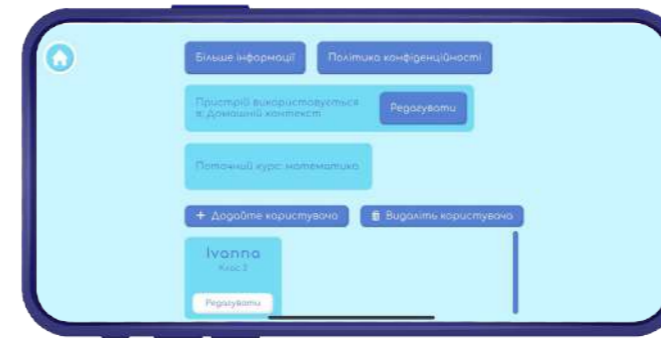 Більше інформації
Політика конфіденційності
Пристрій використовується
в: домашній контекст
Редагувати
Поточний курс: математика
+ Додайте користувача
Видаліть користувача
Ivanna
Клас 2
Редагувати